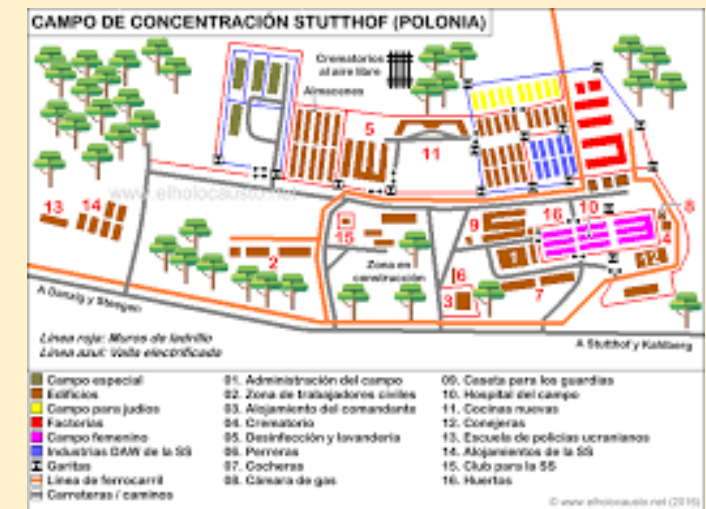 CAMPO DE CONCENTRACIÓN STUTTHOF (POLONIA)
Crematorios
al aire libre
Almacenes
5
11
www.elholocausto.net
13
14
15
9
16
10
8
4
2
Zona en
construcción
6
3
7
1
12
A Danzig y Steegen
A Stutthof y Kahlberg
Línea roja: Muros de ladrillo
Línea azul: Valla electrificada
Campo especial
Edificios
Campo para judíos
Factorías
Campo femenino
Industrias DAW de la SS
Garitas
Línea de ferrocarril
Carreteras / caminos
01. Administración del campo
02. Zona de trabajadores civiles
03. Alojamiento del comandante
04. Crematorio
05. Desinfección y lavandería
06. Perreras
07. Cocheras
08. Cámara de gas
09. Caseta para los guardias
10. Hospital del campo
11. Cocinas nuevas
12. Conejeras
13. Escuela de policías ucranianos
14. Alojamientos de la SS
15. Club para la SS
16. Huertos
© www.elholocausto.net (2016)